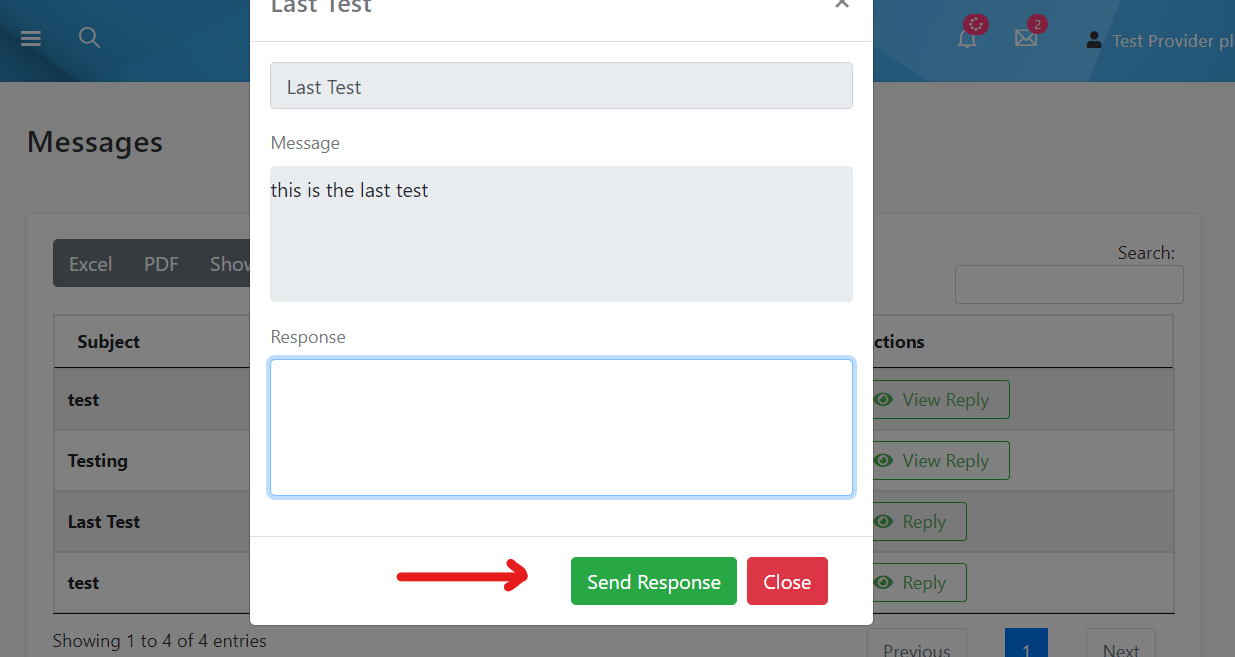 Last Test
2
Test Provider pl
Last Test
Messages
Message
this is the last test
Excel PDF Show
Search:
Response
Subject
ctions
test
View Reply
Testing
View Reply
Last Test
Reply
test
Reply
Send Response Close
Showing 1 to 4 of 4 entries
Previous 1 Next